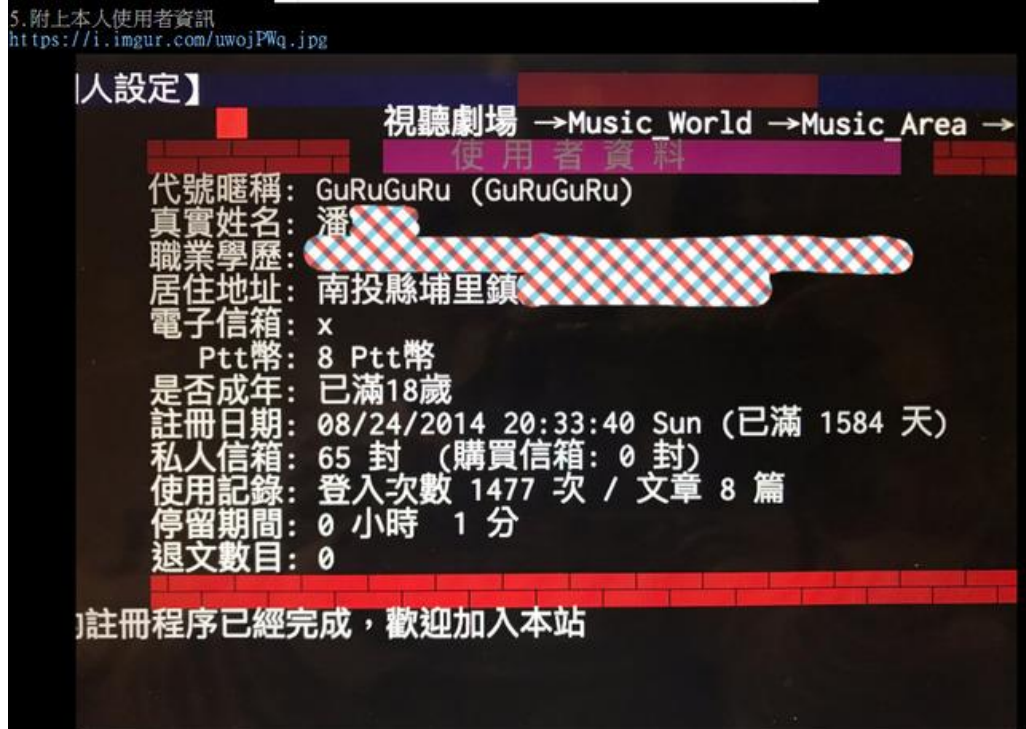 5.附上本人使用者資訊
https://i.imgur.com/uwojPWq.jpg
人設定】
視聽劇場 →Music_World →Music_Area →
使用者資料
代號暱稱: GuRuGuRu (GuRuGuRu)
真實姓名: 潘
職業學歷:
居住地址: 南投縣埔里鎮
電子信箱: x
Ptt幣: 8 Ptt幣
是否成年: 已滿18歲
註冊日期: 08/24/2014 20:33:40 Sun (已滿 1584 天)
私人信箱: 65 封 (購買信箱: 0 封)
使用記錄: 登入次數 1477 次 / 文章 8 篇
停留期間: 0 小時 1 分
退文數目: 0
註冊程序已經完成，歡迎加入本站